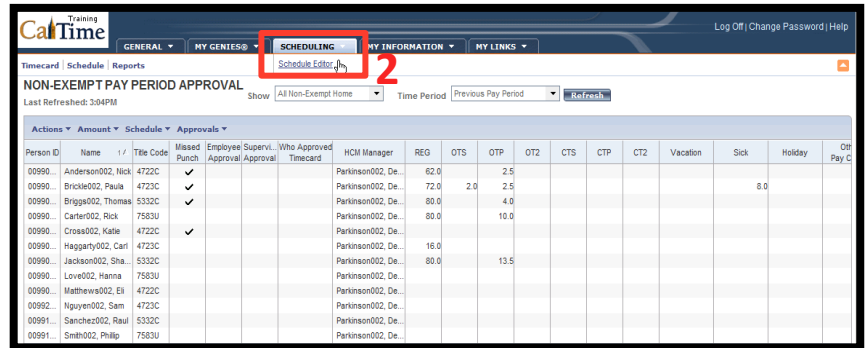 Training
CalTime
Log Off | Change Password | Help
GENERAL MY GENIES® SCHEDULING MY INFORMATION MY LINKS
Timecard | Schedule | Reports
Schedule Editor
2
NON-EXEMPT PAY PERIOD APPROVAL
Last Refreshed: 3:04PM
Show All Non-Exempt Home Time Period Previous Pay Period Refresh
Actions Amount Schedule Approvals
Person ID Name 1/ Title Code Missed Punch Employee Approval Supervi... Approval Who Approved Timecard HCM Manager REG OTS OTP OT2 CTS CTP CT2 Vacation Sick Holiday Oth Pay C
00990... Anderson002, Nick 4722C ✓ Parkinson002, De... 62.0 2.5
00990... Brickle002, Paula 4723C ✓ Parkinson002, De... 72.0 2.0 2.5 8.0
00990... Briggs002, Thomas 5332C ✓ Parkinson002, De... 80.0 4.0
00990... Carter002, Rick 7583U Parkinson002, De... 80.0 10.0
00990... Cross002, Katie 4722C ✓ Parkinson002, De...
00990... Haggarty002, Carl 4723C Parkinson002, De... 16.0
00990... Jackson002, Sha... 5332C Parkinson002, De... 80.0 13.5
00990... Love002, Hanna 7583U Parkinson002, De...
00990... Matthews002, Eli 4722C Parkinson002, De...
00992... Nguyen002, Sam 4723C Parkinson002, De...
00991... Sanchez002, Raul 5332C Parkinson002, De...
00991... Smith002, Phillip 7583U Parkinson002, De...